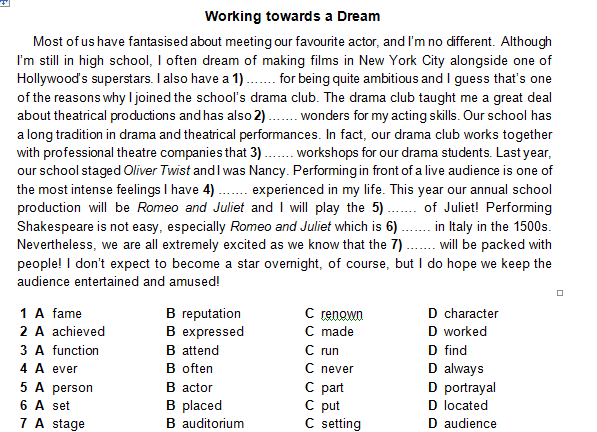 Working towards a Dream
Most of us have fantasised about meeting our favourite actor, and I'm no different. Although
I'm still in high school, I often dream of making films in New York City alongside one of
Hollywood's superstars. I also have a 1) ....... for being quite ambitious and I guess that's one
of the reasons why I joined the school's drama club. The drama club taught me a great deal
about theatrical productions and has also 2) ....... wonders for my acting skills. Our school has
a long tradition in drama and theatrical performances. In fact, our drama club works together
with professional theatre companies that 3) ....... workshops for our drama students. Last year,
our school staged Oliver Twist and I was Nancy. Performing in front of a live audience is one of
the most intense feelings I have 4) ....... experienced in my life. This year our annual school
production will be Romeo and Juliet and I will play the 5) ....... of Juliet! Performing
Shakespeare is not easy, especially Romeo and Juliet which is 6) ....... in Italy in the 1500s.
Nevertheless, we are all extremely excited as we know that the 7) ....... will be packed with
people! I don't expect to become a star overnight, of course, but I do hope we keep the
audience entertained and amused!
1 A fame B reputation C renown D character
2 A achieved B expressed C made D worked
3 A function B attend C run D find
4 A ever B often C never D always
5 A person B actor C part D portrayal
6 A set B placed C put D located
7 A stage B auditorium C setting D audience